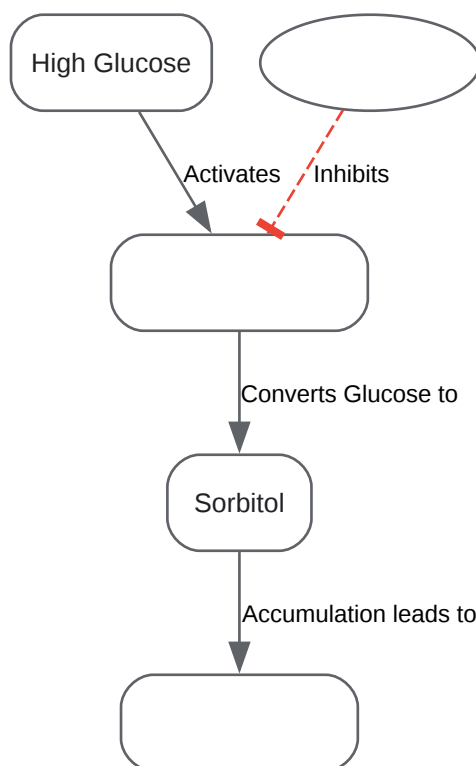 High Glucose
Activates
Inhibits
Converts Glucose to
Sorbitol
Accumulation leads to